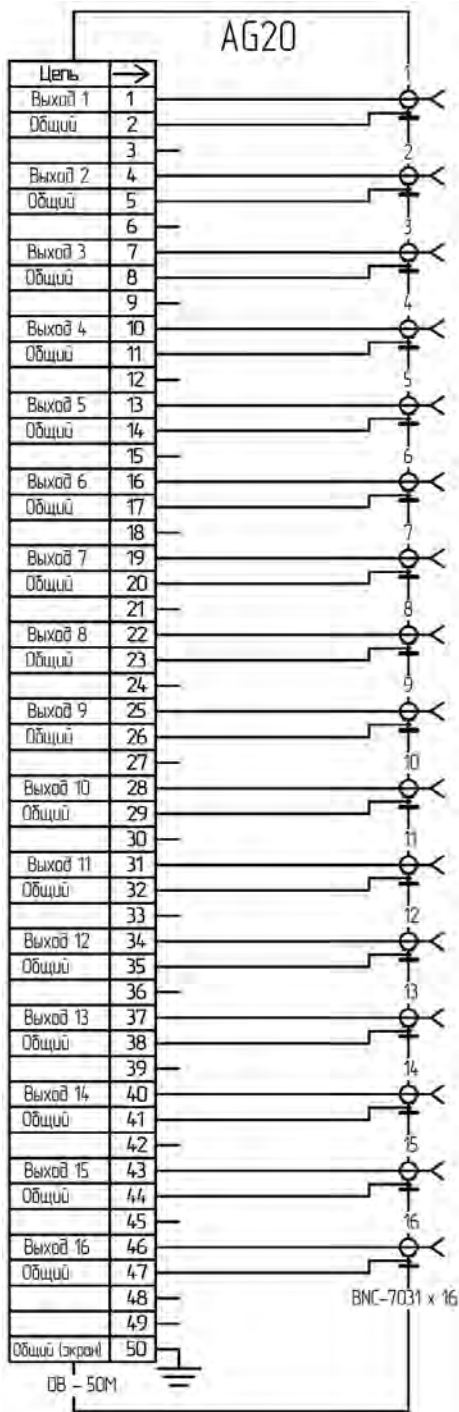 AG20
Цепь
1
Выход 1 1
Общий 2
3
2
Выход 2 4
Общий 5
6
3
Выход 3 7
Общий 8
9
4
Выход 4 10
Общий 11
12
5
Выход 5 13
Общий 14
15
6
Выход 6 16
Общий 17
18
7
Выход 7 19
Общий 20
21
8
Выход 8 22
Общий 23
24
9
Выход 9 25
Общий 26
27
10
Выход 10 28
Общий 29
30
11
Выход 11 31
Общий 32
33
12
Выход 12 34
Общий 35
36
13
Выход 13 37
Общий 38
39
14
Выход 14 40
Общий 41
42
15
Выход 15 43
Общий 44
45
16
Выход 16 46
Общий 47
48
BNC-7031 x 16
49
Общий (экран) 50
DB - 50M